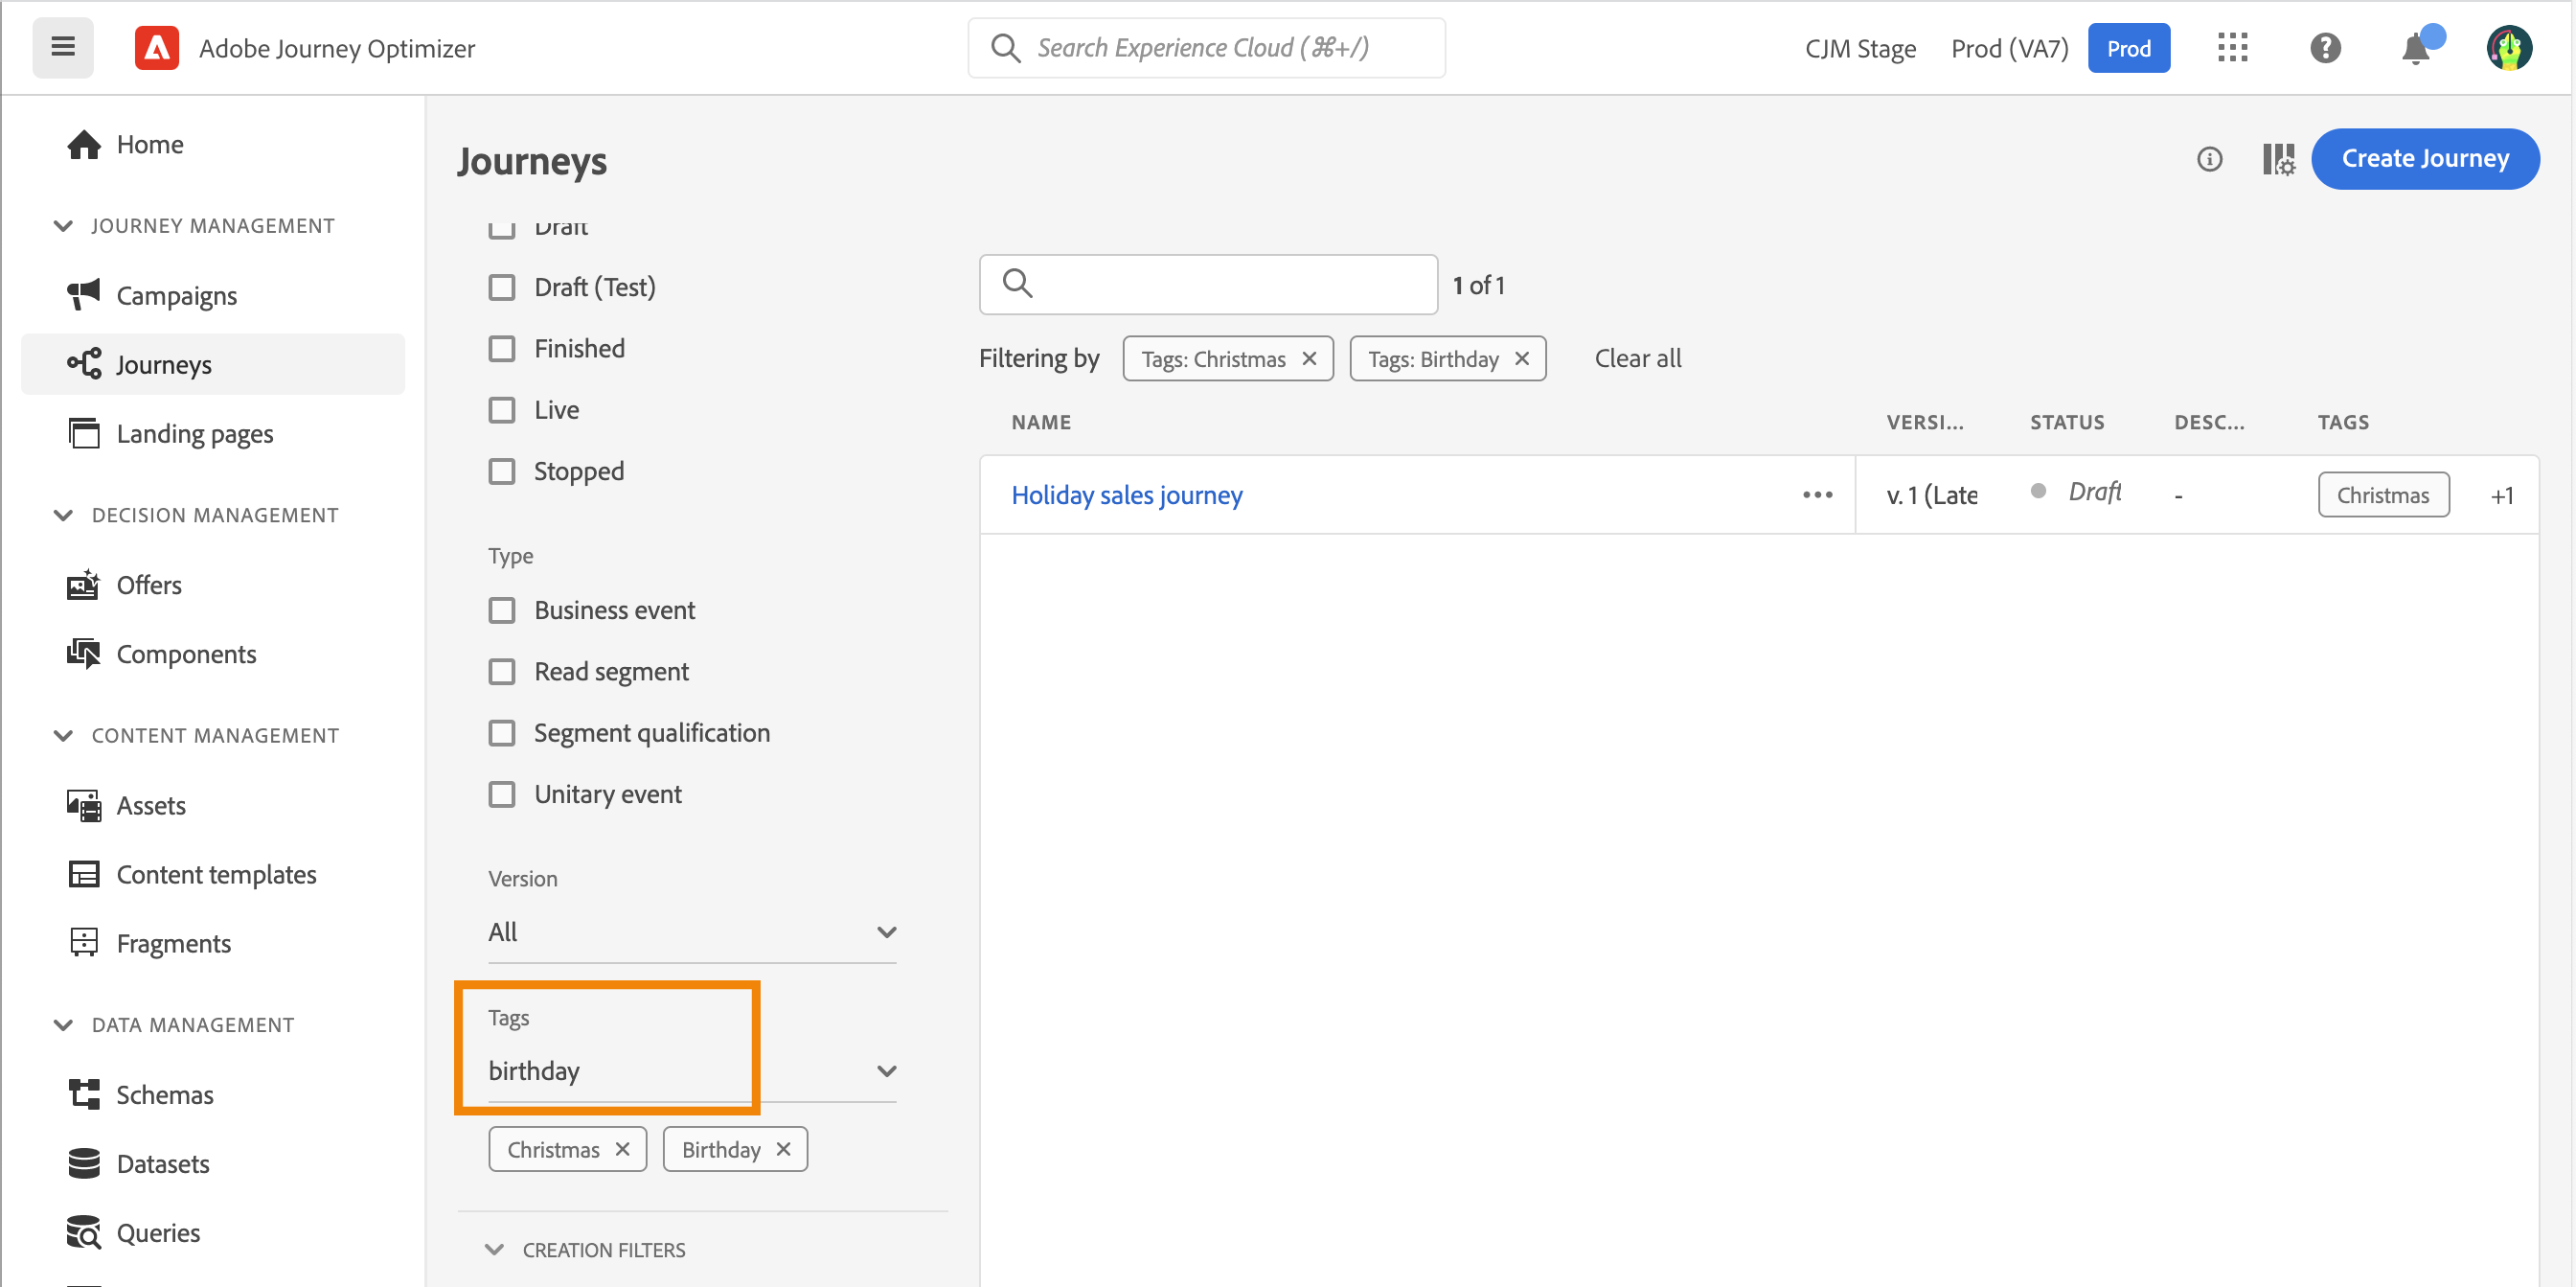 Adobe Journey Optimizer
Search Experience Cloud (⌘+/)
CJM Stage
Prod (VA7)
Prod
Home
JOURNEY MANAGEMENT
Campaigns
Journeys
Landing pages
DECISION MANAGEMENT
Offers
Components
CONTENT MANAGEMENT
Assets
Content templates
Fragments
DATA MANAGEMENT
Schemas
Datasets
Queries
Journeys
Create Journey
Draft
Draft (Test)
Finished
Live
Stopped
Type
Business event
Read segment
Segment qualification
Unitary event
Version
All
Tags
birthday
Christmas
Birthday
CREATION FILTERS
1 of 1
Filtering by
Tags: Christmas
Tags: Birthday
Clear all
NAME VERSI... STATUS DESC... TAGS
Holiday sales journey ••• v. 1 (Late Draft - Christmas +1